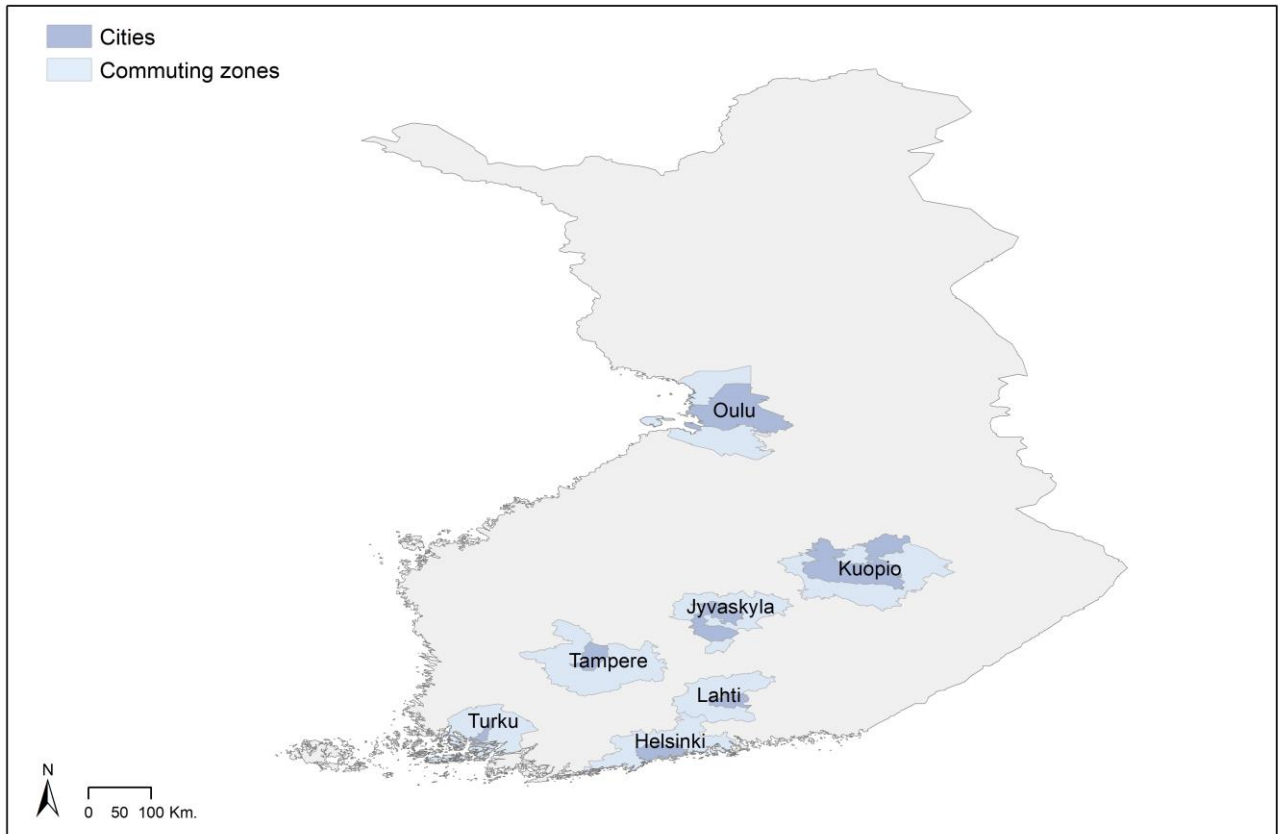 Cities
Commuting zones
Oulu
Kuopio
Jyvaskyla
Tampere
Lahti
Turku
Helsinki
N
0 50 100 Km.